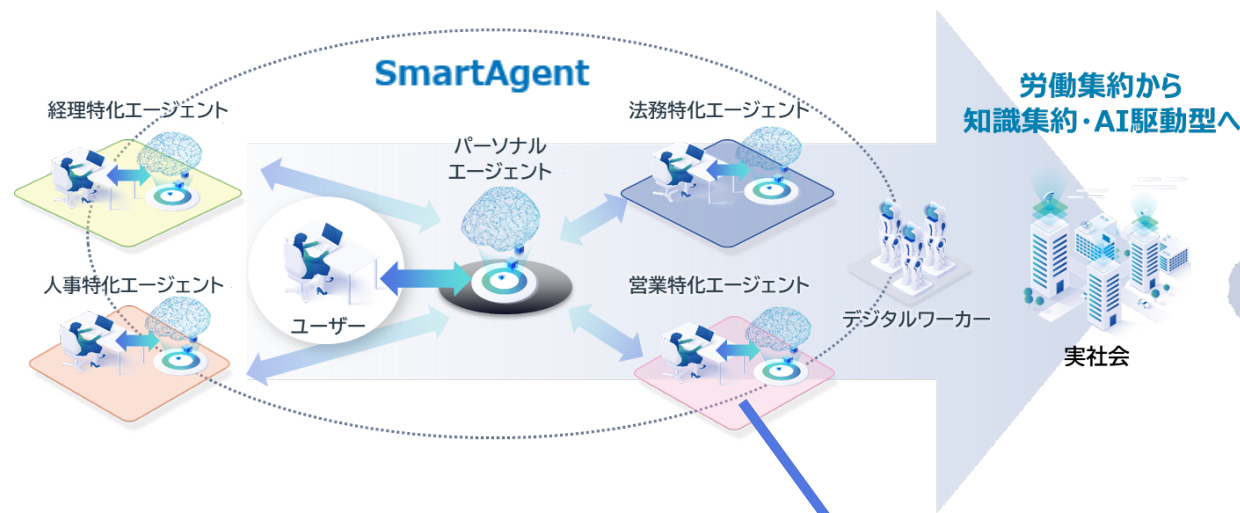 SmartAgent
労働集約から
知識集約・AI駆動型へ
経理特化エージェント
法務特化エージェント
パーソナル
エージェント
人事特化エージェント
営業特化エージェント
ユーザー
デジタルワーカー
実社会